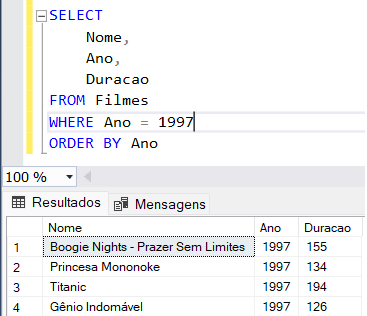 SELECT
Nome,
Ano,
Duracao
FROM Filmes
WHERE Ano = 1997
ORDER BY Ano
100 %
Resultados Mensagens
Nome Ano Duracao
1 Boogie Nights - Prazer Sem Limites 1997 155
2 Princesa Mononoke 1997 134
3 Titanic 1997 194
4 Gênio Indomável 1997 126